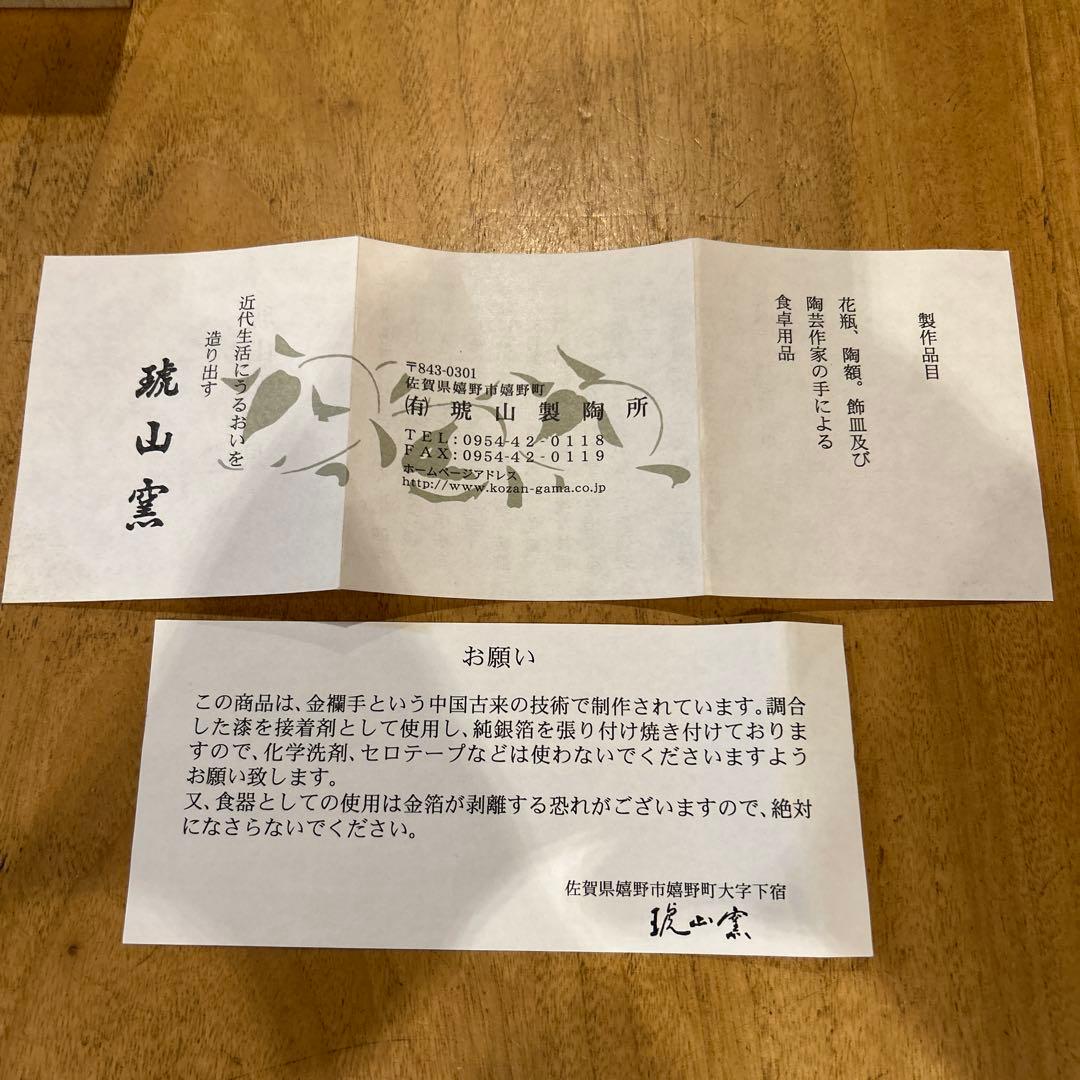 製作品目
花瓶、陶額。飾皿及び
陶芸作家の手による
食卓用品
〒843-0301
佐賀県嬉野市嬉野町
㈲ 琥山製陶所
TEL:0954-42-0118
FAX:0954-42-0119
ホームページアドレス
http://www.kozan-gama.co.jp
近代生活にうるおいを
造り出す
琥山窯
お願い
この商品は、金襴手という中国古来の技術で制作されています。調合
した漆を接着剤として使用し、純銀箔を張り付け焼き付けておりま
すので、化学洗剤、セロテープなどは使わないでくださいますよう
お願い致します。
又、食器としての使用は金箔が剥離する恐れがございますので、絶対
になさらないでください。
佐賀県嬉野市嬉野町大字下宿
琥山窯